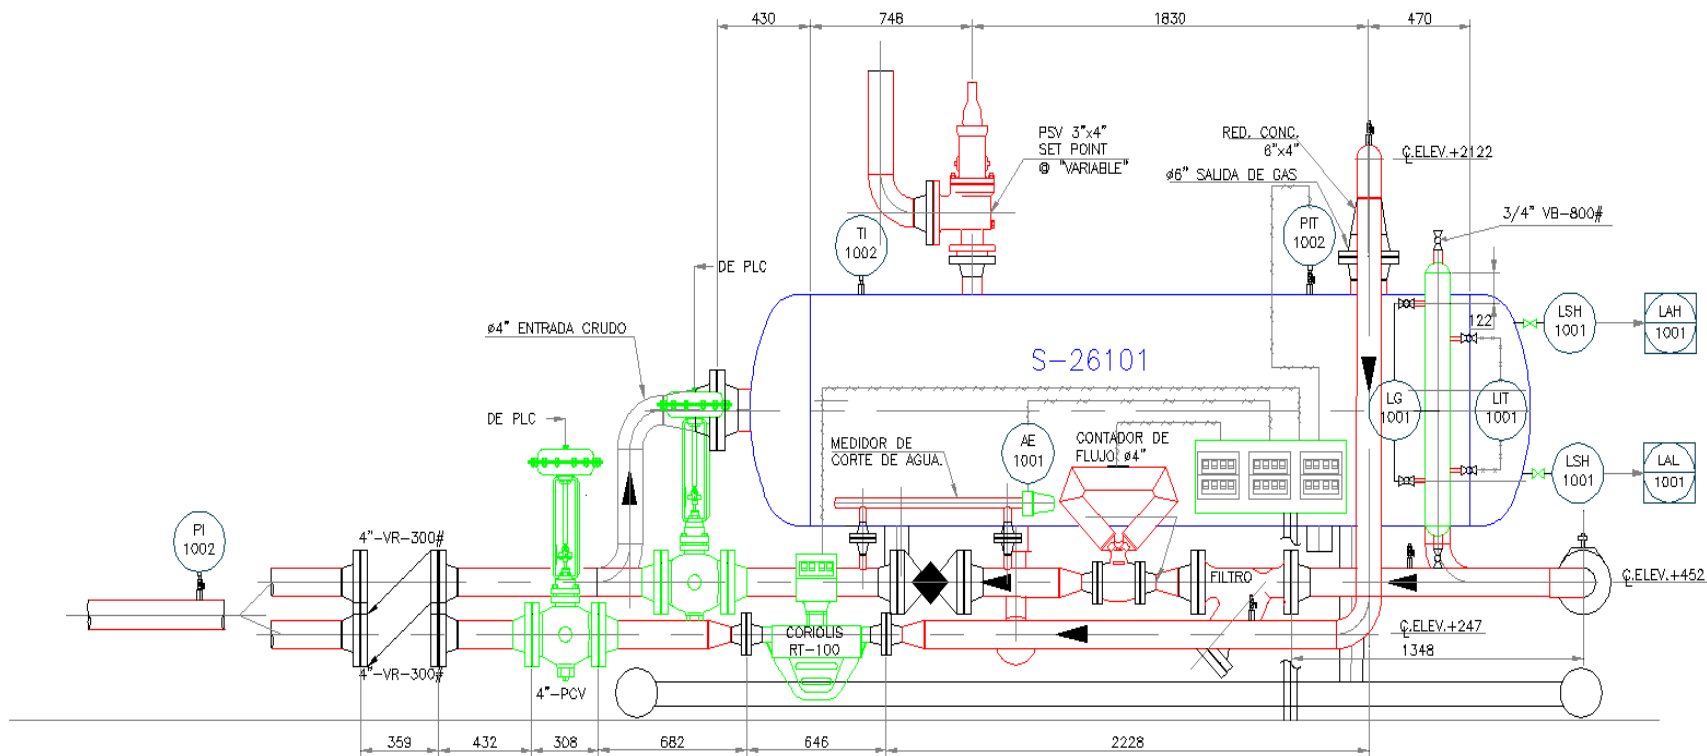 430
748
1830
470
PSV 3"x4"
SET POINT
@ "VARIABLE"
RED. CONC.
6"x4"
ø6" SALIDA DE GAS
℄.ELEV.+2122
3/4" VB-800#
TI
1002
PIT
1002
DE PLC
ø4" ENTRADA CRUDO
S-26101
122
LSH
1001
LAH
1001
LG
1001
LIT
1001
DE PLC
MEDIDOR DE
CORTE DE AGUA.
AE
1001
CONTADOR DE
FLUJO ø4"
LSH
1001
LAL
1001
PI
1002
4"-VR-300#
FILTRO
℄.ELEV.+452
CORIOLIS
RT-100
℄.ELEV.+247
1348
4"-VR-300#
4"-PCV
359
432
308
682
646
2228